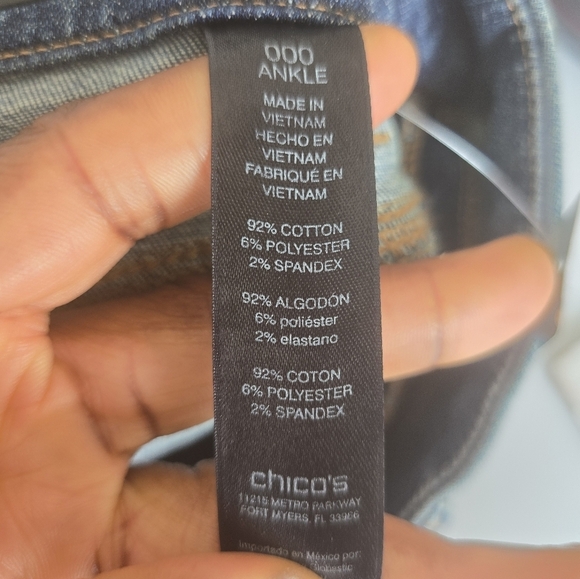 000
ANKLE
MADE IN
VIETNAM
HECHO EN
VIETNAM
FABRIQUÉ EN
VIETNAM
92% COTTON
6% POLYESTER
2% SPANDEX
92% ALGODÓN
6% poliéster
2% elastano
92% COTON
6% POLYESTER
2% SPANDEX
chico's
11215 METRO PARKWAY
FORT MYERS, FL 33966
Importado en México por: